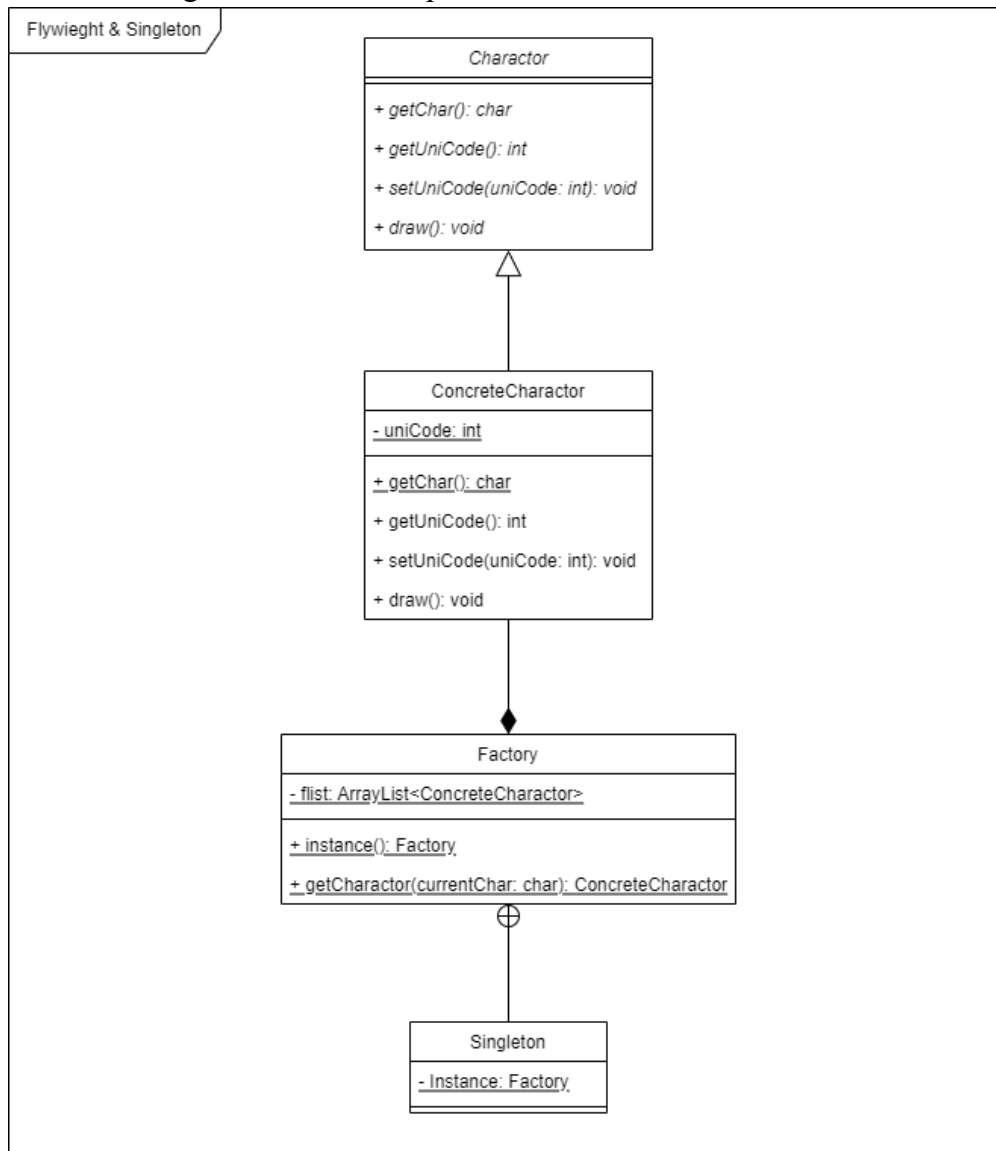 Flywieght & Singleton
Charactor
+ getChar(): char
+ getUniCode(): int
+ setUniCode(uniCode: int): void
+ draw(): void
ConcreteCharactor
- uniCode: int
+ getChar(): char
+ getUniCode(): int
+ setUniCode(uniCode: int): void
+ draw(): void
Factory
- flist: ArrayList<ConcreteCharactor>
+ instance(): Factory
+ getCharactor(currentChar: char): ConcreteCharactor
Singleton
- Instance: Factory